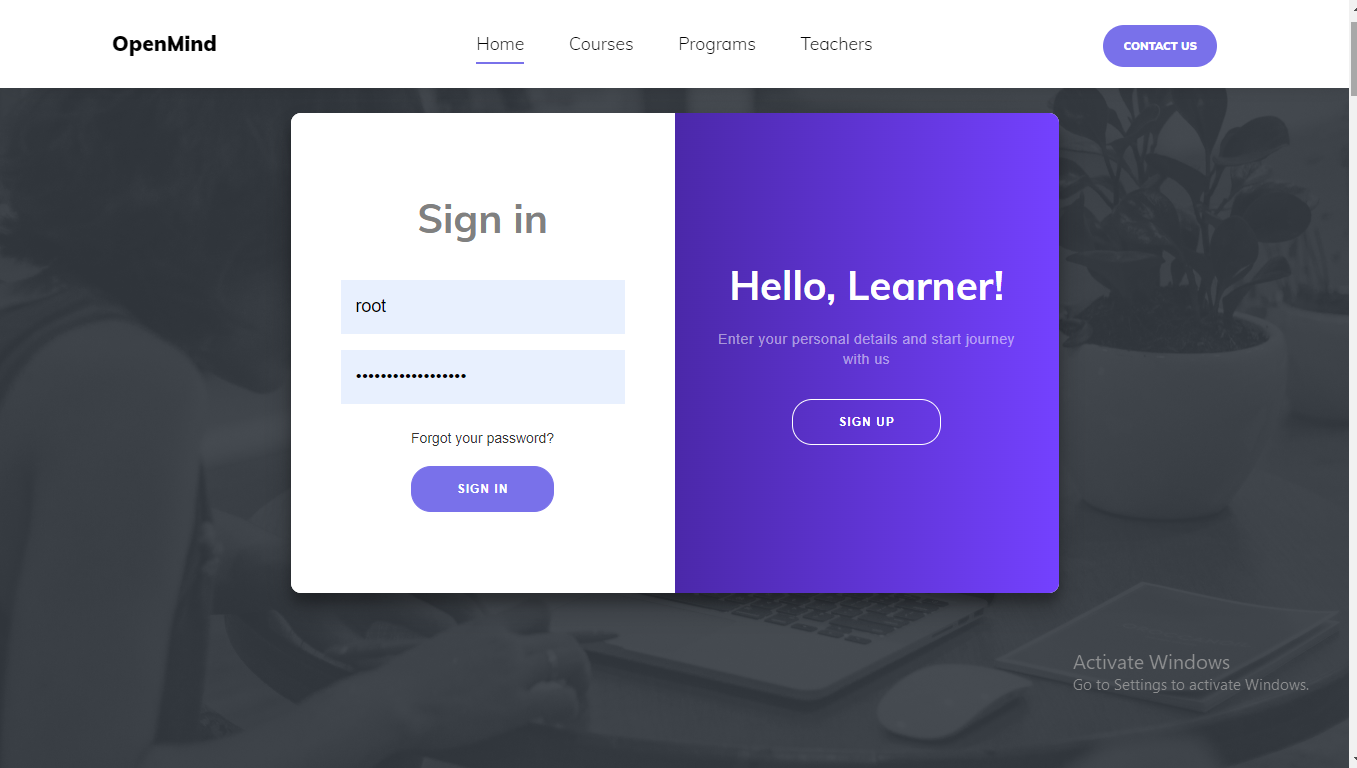 OpenMind
Home
Courses
Programs
Teachers
CONTACT US
Sign in
root
••••••••••••••••••
Forgot your password?
SIGN IN
Hello, Learner!
Enter your personal details and start journey
with us
SIGN UP
Activate Windows
Go to Settings to activate Windows.